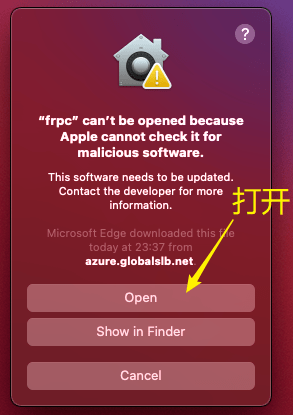 ?
“frpc” can’t be opened because
Apple cannot check it for
malicious software.
This software needs to be updated.
Contact the developer for more
information.
打开
Microsoft Edge downloaded this file
today at 23:37 from
azure.globalslb.net
Open
Show in Finder
Cancel